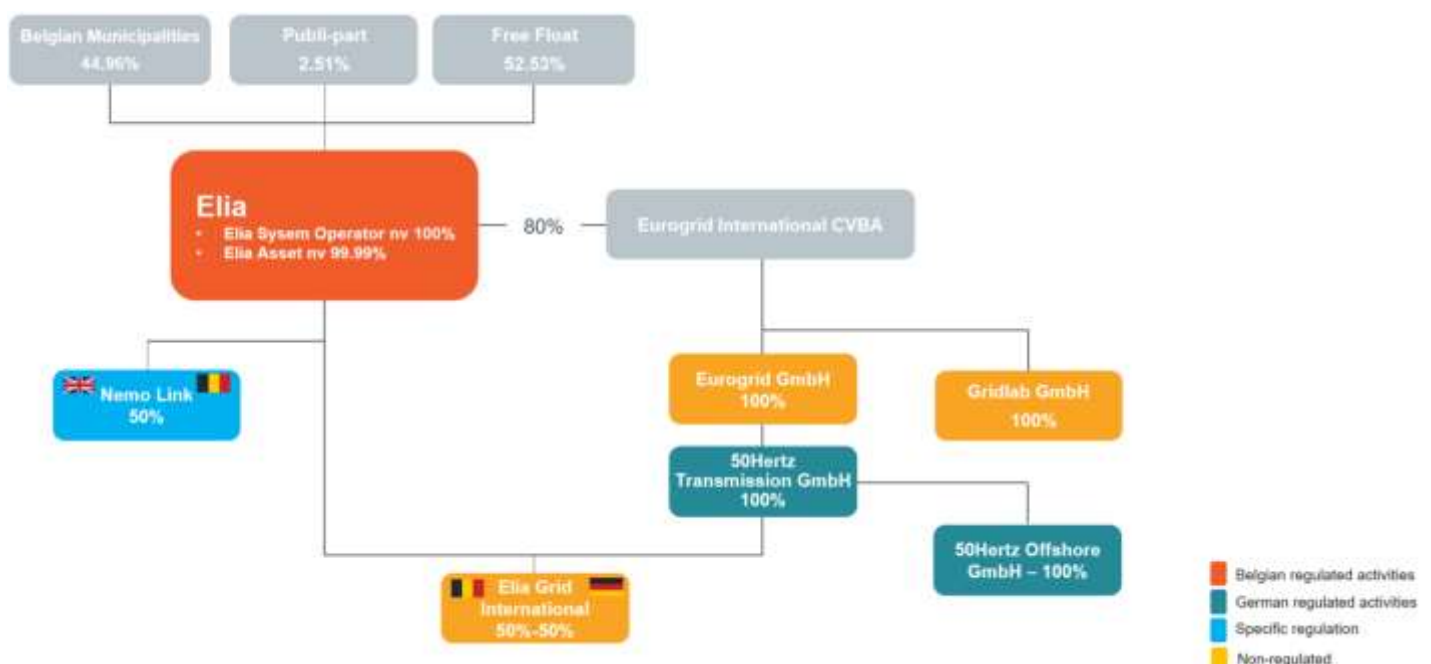 Belgian Municipalities
44.96%
Publi-part
2.51%
Free Float
52.53%
Elia
• Elia Sysem Operator nv 100%
• Elia Asset nv 99.99%
80%
Eurogrid International CVBA
Nemo Link
50%
Eurogrid GmbH
100%
Gridlab GmbH
100%
50Hertz
Transmission GmbH
100%
50Hertz Offshore
GmbH – 100%
Elia Grid
International
50%-50%
Belgian regulated activities
German regulated activities
Specific regulation
Non-regulated